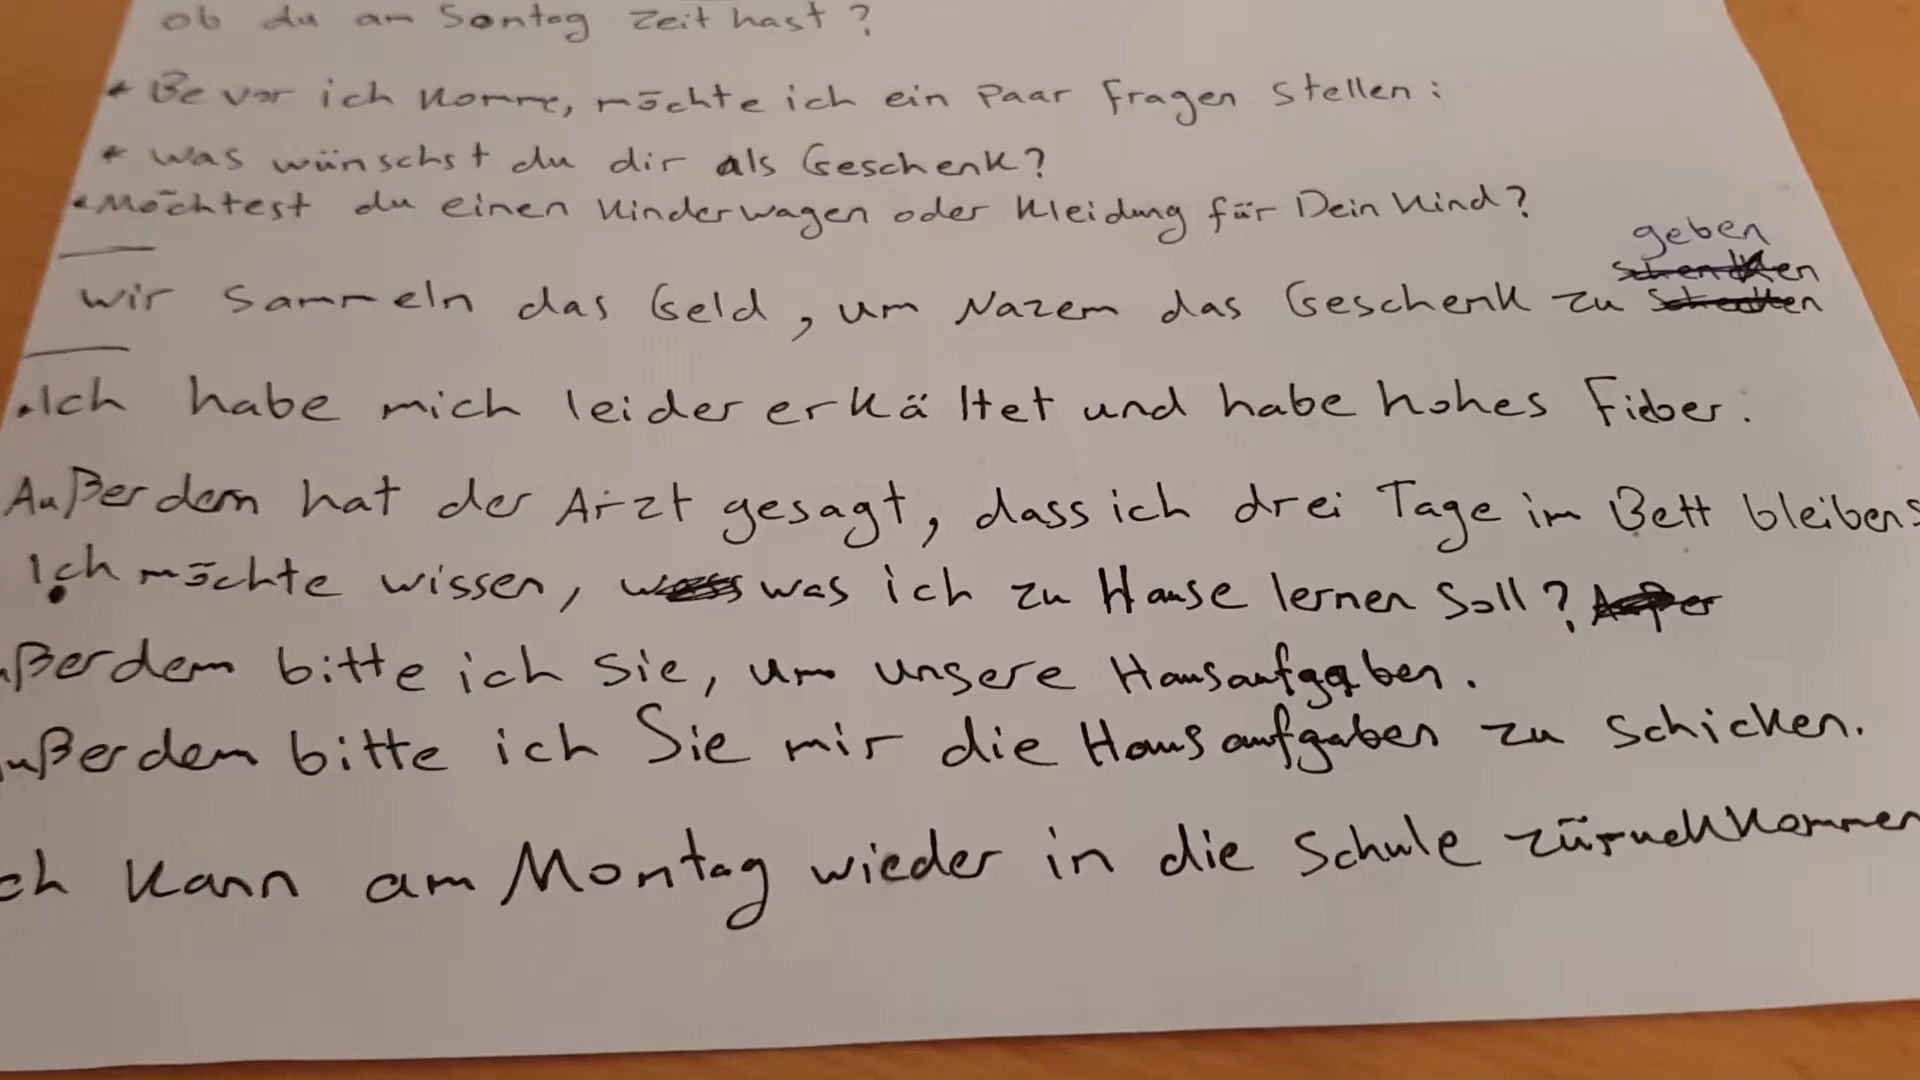 ob du am Sontag zeit hast?
* Bevor ich komme, möchte ich ein paar Fragen stellen:
* was wünschst du dir als Geschenk?
• Möchtest du einen Kinderwagen oder Kleidung für Dein Kind?
geben
wir sammeln das Geld, um Nazem das Geschenk zu
• Ich habe mich leider erkältet und habe hohes Fieber.
Außerdem hat der Arzt gesagt, dass ich drei Tage im Bett bleiben s
Ich möchte wissen, was ich zu Hause lernen soll?
ußerdem bitte ich sie, um unsere Hausaufgaben.
ußerdem bitte ich Sie mir die Hausaufgaben zu schicken.
ch kann am Montag wieder in die Schule züruckkommen